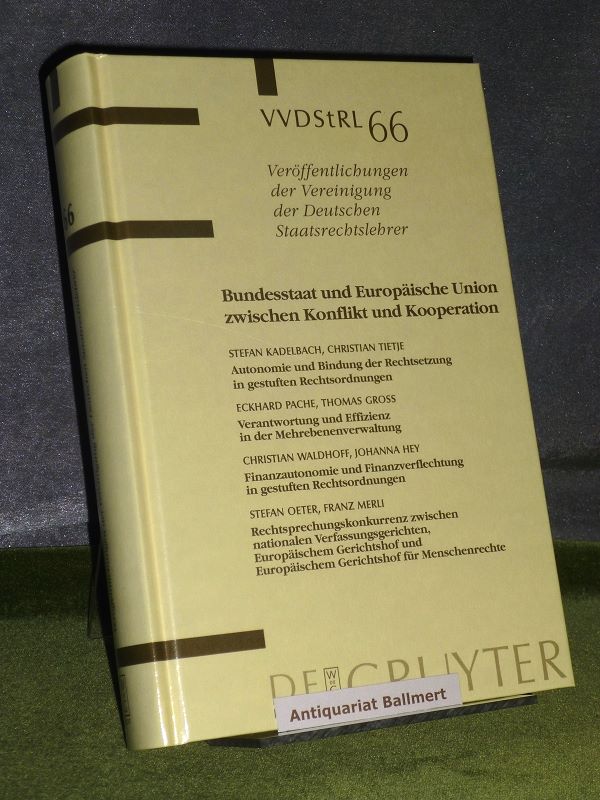 VVDStRL 66
Veröffentlichungen
der Vereinigung
der Deutschen
Staatsrechtslehrer
Bundesstaat und Europäische Union
zwischen Konflikt und Kooperation
STEFAN KADELBACH, CHRISTIAN TIETJE
Autonomie und Bindung der Rechtsetzung
in gestuften Rechtsordnungen
ECKHARD PACHE, THOMAS GROSS
Verantwortung und Effizienz
in der Mehrebenenverwaltung
CHRISTIAN WALDHOFF, JOHANNA HEY
Finanzautonomie und Finanzverflechtung
in gestuften Rechtsordnungen
STEFAN OETER, FRANZ MERLI
Rechtsprechungskonkurrenz zwischen
nationalen Verfassungsgerichten,
Europäischem Gerichtshof und
Europäischem Gerichtshof für Menschenrechte
DE GRUYTER
Antiquariat Ballmert
66